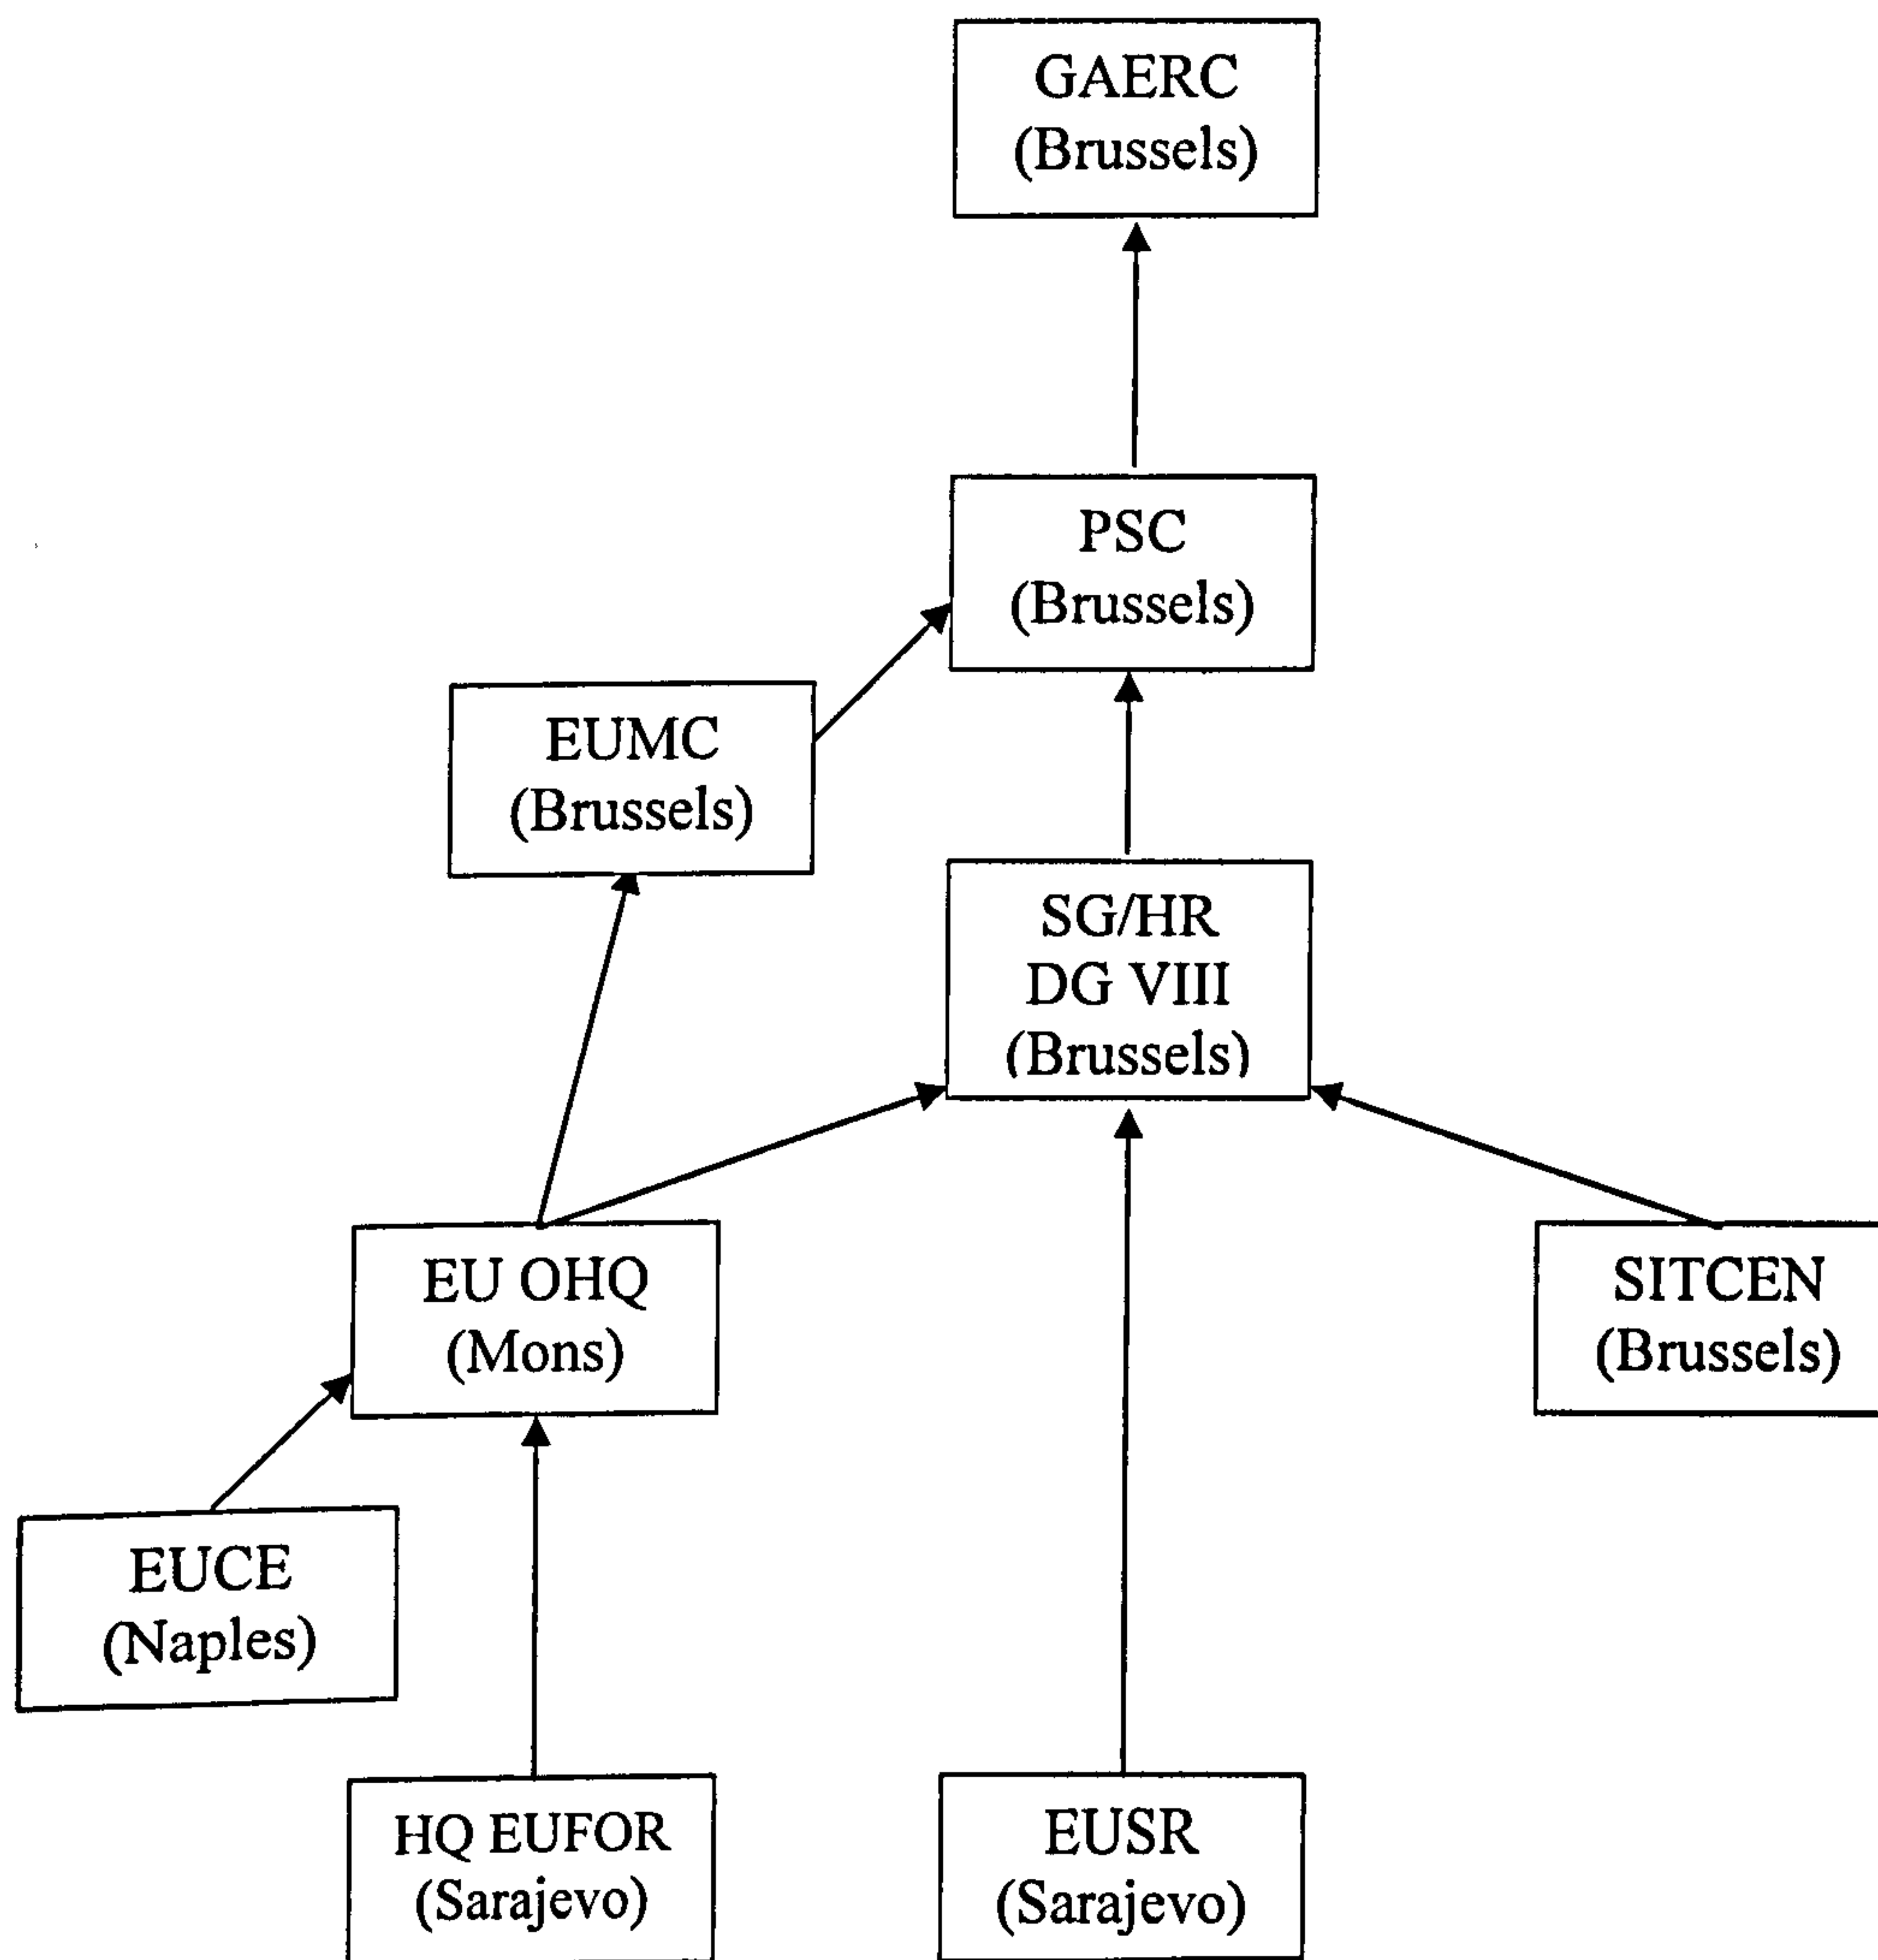 GAERC
(Brussels)
PSC
(Brussels)
EUMC
(Brussels)
SG/HR
DG VIII
(Brussels)
EU OHQ
(Mons)
SITCEN
(Brussels)
EUCE
(Naples)
HQ EUFOR
(Sarajevo)
EUSR
(Sarajevo)